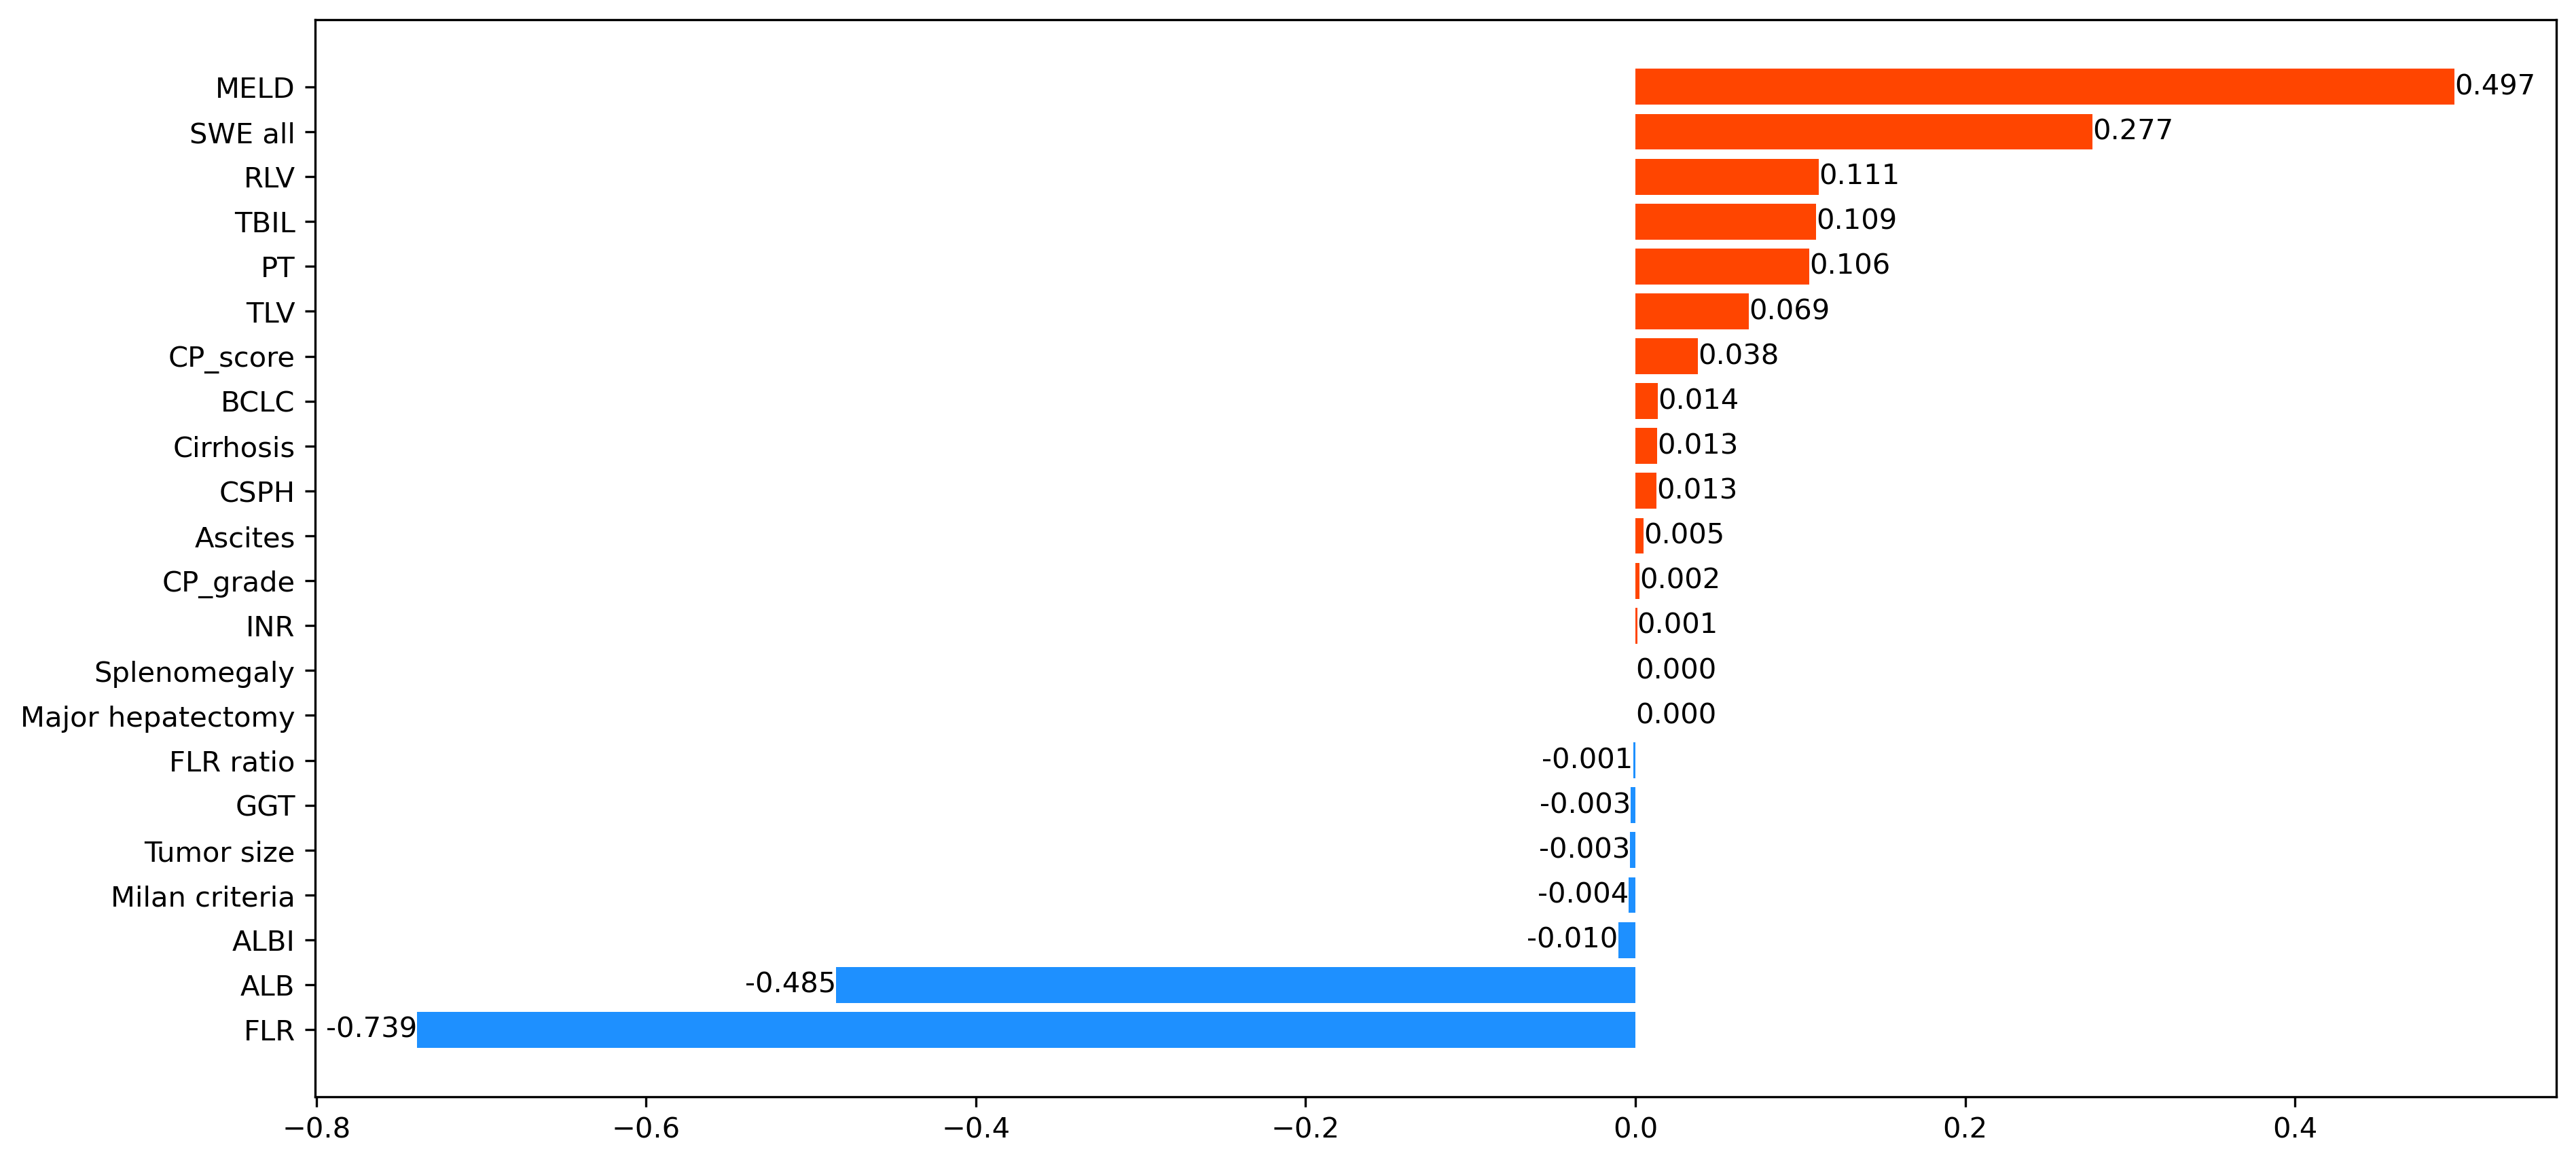 MELD 0.497
SWE all 0.277
RLV 0.111
TBIL 0.109
PT 0.106
TLV 0.069
CP_score 0.038
BCLC 0.014
Cirrhosis 0.013
CSPH 0.013
Ascites 0.005
CP_grade 0.002
INR 0.001
Splenomegaly 0.000
Major hepatectomy 0.000
FLR ratio -0.001
GGT -0.003
Tumor size -0.003
Milan criteria -0.004
ALBI -0.010
ALB -0.485
FLR -0.739
−0.8 −0.6 −0.4 −0.2 0.0 0.2 0.4